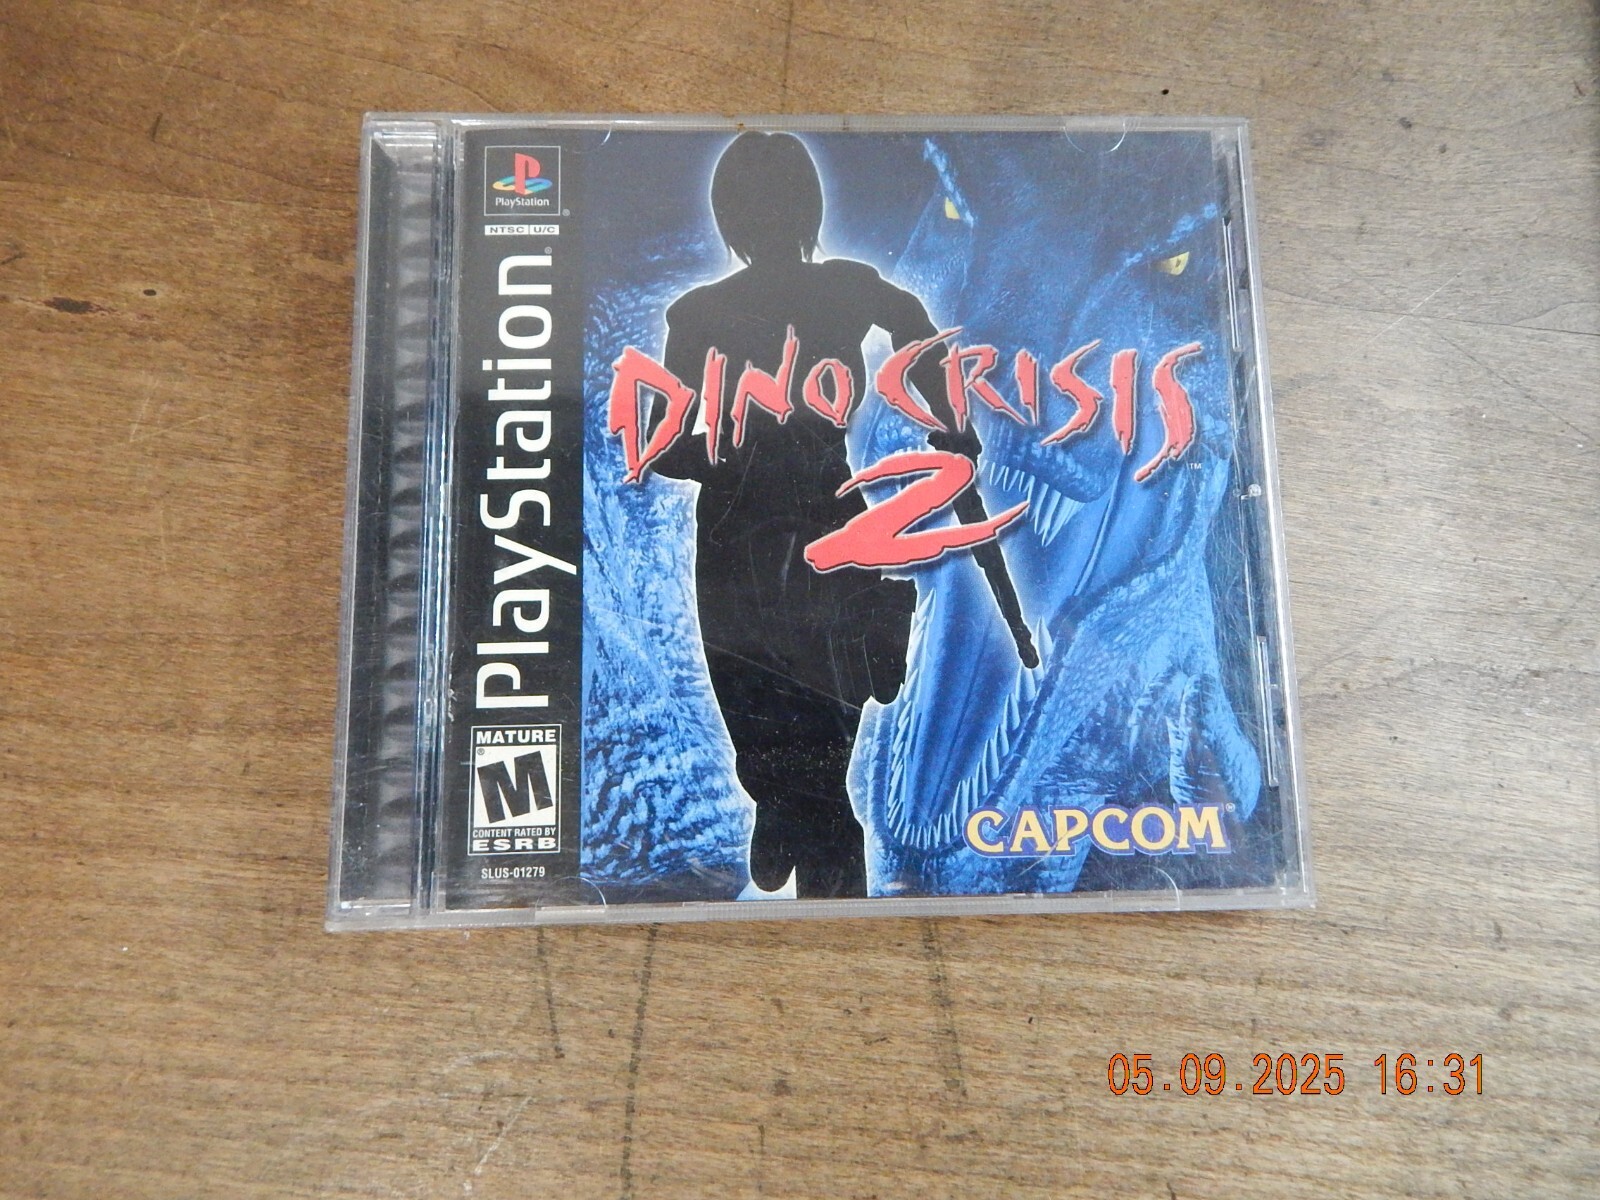 PlayStation
®
NTSC U/C
PlayStation®
MATURE
M
®
CONTENT RATED BY
ESRB
SLUS-01279
DINO CRISIS
2
™
CAPCOM®
05.09.2025 16:31